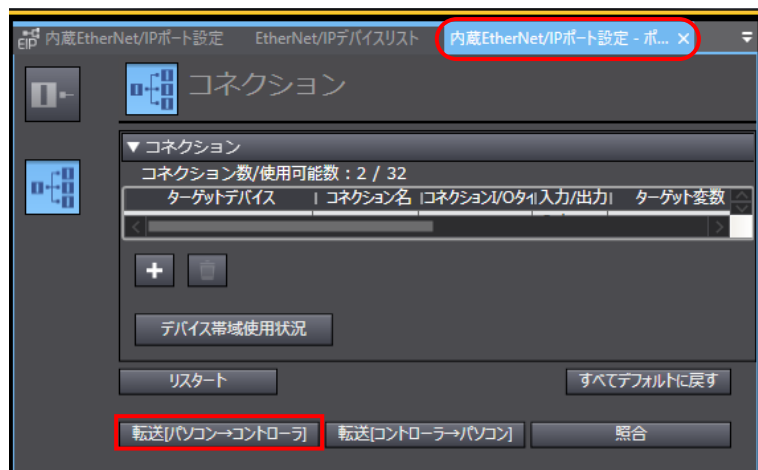 EIP 内蔵EtherNet/IPポート設定 EtherNet/IPデバイスリスト 内蔵EtherNet/IPポート設定 - ポ... ×
コネクション
▼コネクション
コネクション数/使用可能数：2 / 32
ターゲットデバイス | コネクション名 |コネクションI/Oタイ|入力/出力| ターゲット変数
+
デバイス帯域使用状況
リスタート すべてデフォルトに戻す
転送[パソコン→コントローラ] 転送[コントローラ→パソコン] 照合